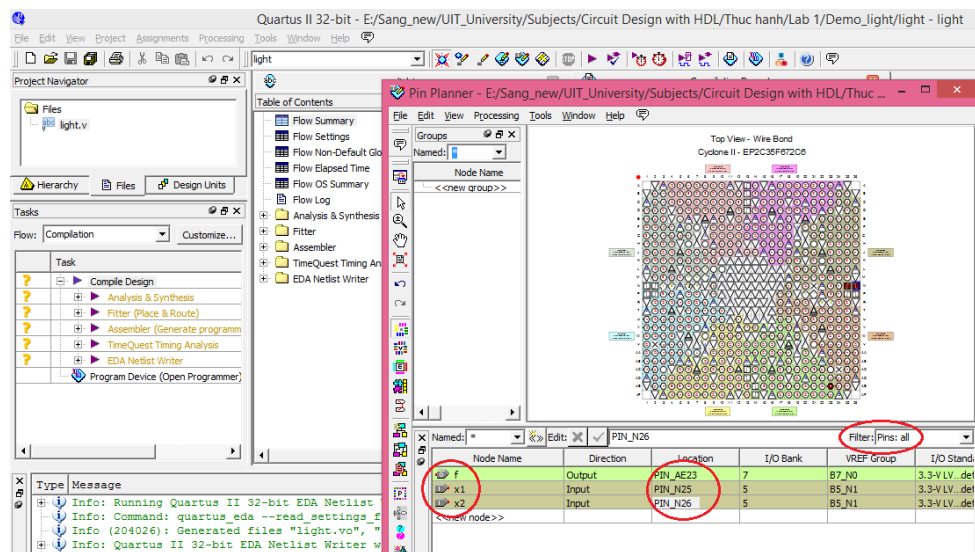 Quartus II 32-bit - E:/Sang_new/UIT_University/Subjects/Circuit Design with HDL/Thuc hanh/Lab 1/Demo_light/light - light
File Edit View Project Assignments Processing Tools Window Help
light
Project Navigator
Files
light.v
Hierarchy Files Design Units
Tasks
Flow: Compilation Customize...
Task
Compile Design
Analysis & Synthesis
Fitter (Place & Route)
Assembler (Generate programm
TimeQuest Timing Analysis
EDA Netlist Writer
Program Device (Open Programmer)
Table of Contents
Flow Summary
Flow Settings
Flow Non-Default Glo
Flow Elapsed Time
Flow OS Summary
Flow Log
Analysis & Synthesis
Fitter
Assembler
TimeQuest Timing An
EDA Netlist Writer
Pin Planner - E:/Sang_new/UIT_University/Subjects/Circuit Design with HDL/Thuc ...
File Edit View Processing Tools Window Help
Groups
Named: *
Node Name
<<new group>>
Top View - Wire Bond
Cyclone II - EP2C35F672C6
Named: * Edit: PIN_N26 Filter: Pins: all
Node Name Direction Location I/O Bank VREF Group I/O Standa
f Output PIN_AE23 7 B7_N0 3.3-V LV...def
x1 Input PIN_N25 5 B5_N1 3.3-V LV...def
x2 Input PIN_N26 5 B5_N1 3.3-V LV...def
<<new node>>
Type Message
Info: Running Quartus II 32-bit EDA Netlist
Info: Command: quartus_eda --read_settings_f
Info (204026): Generated files "light.vo", "
Info: Quartus II 32-bit EDA Netlist Writer w